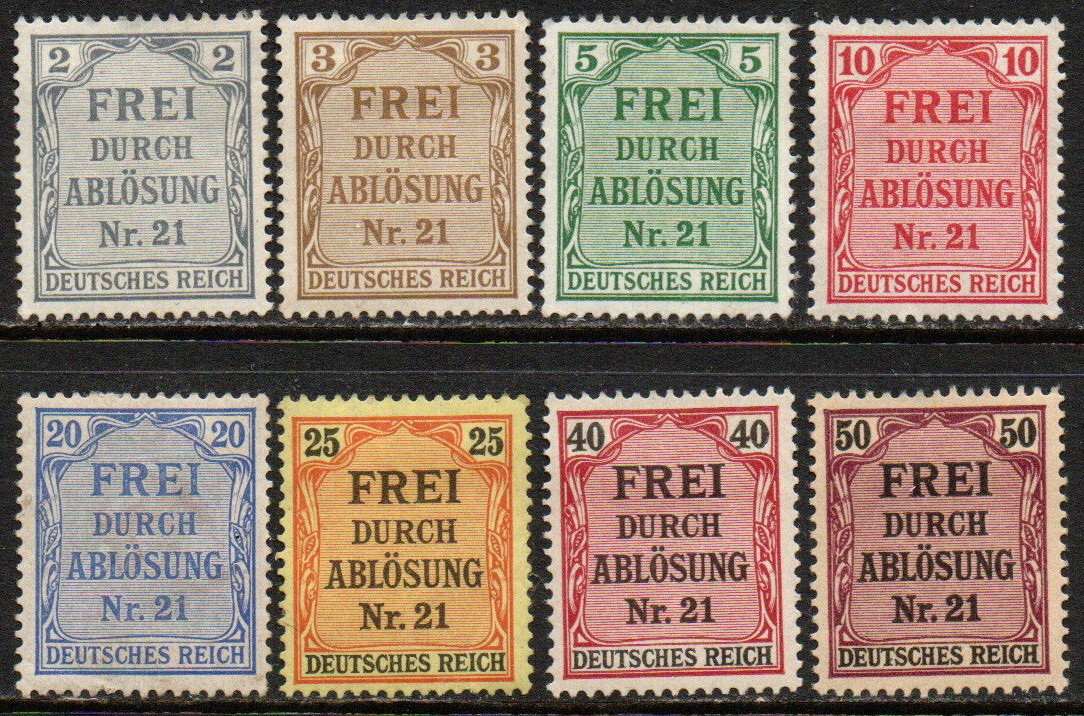 2 2
FREI
DURCH
ABLÖSUNG
Nr. 21
DEUTSCHES REICH
3 3
FREI
DURCH
ABLÖSUNG
Nr. 21
DEUTSCHES REICH
5 5
FREI
DURCH
ABLÖSUNG
Nr. 21
DEUTSCHES REICH
10 10
FREI
DURCH
ABLÖSUNG
Nr. 21
DEUTSCHES REICH
20 20
FREI
DURCH
ABLÖSUNG
Nr. 21
DEUTSCHES REICH
25 25
FREI
DURCH
ABLÖSUNG
Nr. 21
DEUTSCHES REICH
40 40
FREI
DURCH
ABLÖSUNG
Nr. 21
DEUTSCHES REICH
50 50
FREI
DURCH
ABLÖSUNG
Nr. 21
DEUTSCHES REICH